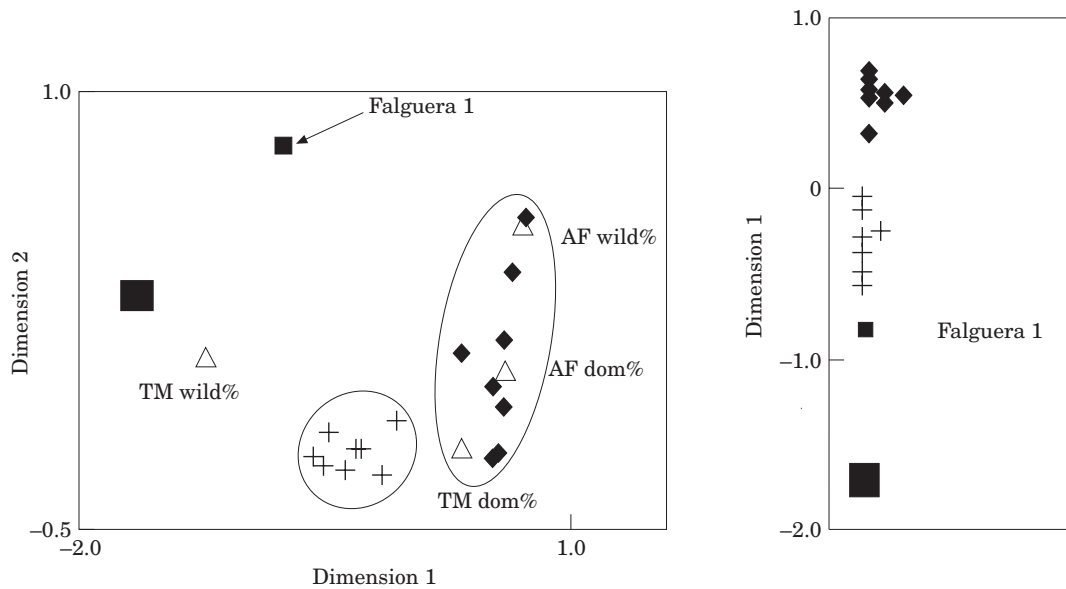 1.0
Falguera 1
AF wild%
Dimension 2
AF dom%
TM wild%
TM dom%
–0.5
–2.0
1.0
Dimension 1
1.0
0
Dimension 1
Falguera 1
–1.0
–2.0